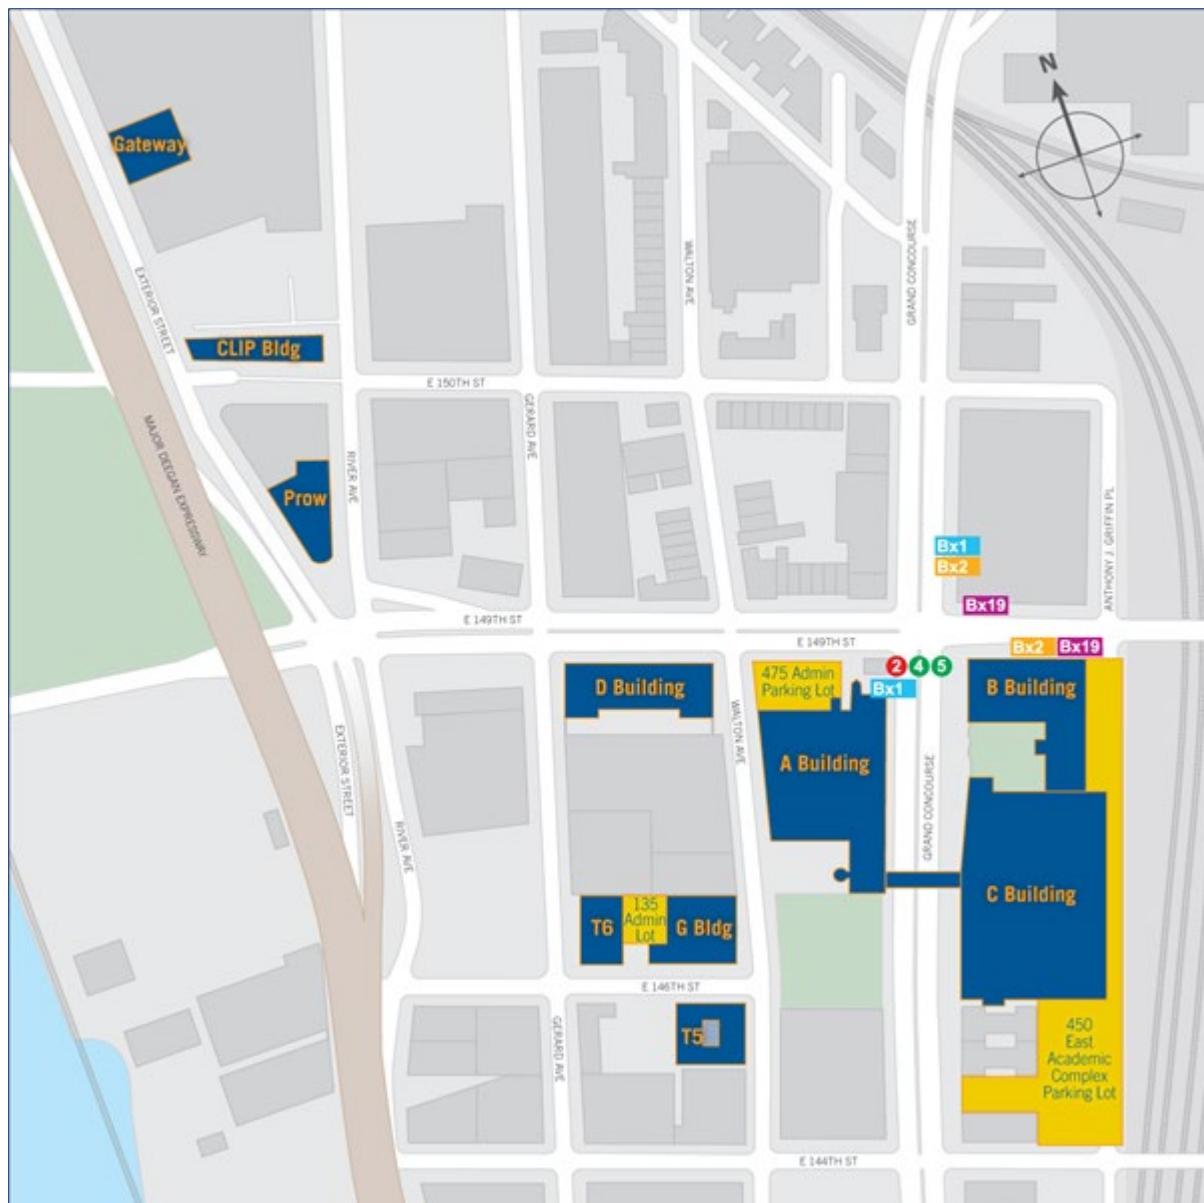 N
Gateway
WALTON AVE
GRAND CONCOURSE
EXTERIOR STREET
CLIP Bldg
E 150TH ST
GERARD AVE
MAJOR DEEGAN EXPRESSWAY
RIVER AVE
Prow
ANTHONY J. GRIFFIN PL
Bx1
Bx2
Bx19
E 149TH ST
E 149TH ST
Bx2
Bx19
2
4
5
475 Admin
Parking Lot
Bx1
D Building
B Building
WALTON AVE
EXTERIOR STREET
A Building
GRAND CONCOURSE
RIVER AVE
C Building
T6
135
Admin
Lot
G Bldg
E 146TH ST
T5
GERARD AVE
450
East
Academic
Complex
Parking Lot
E 144TH ST